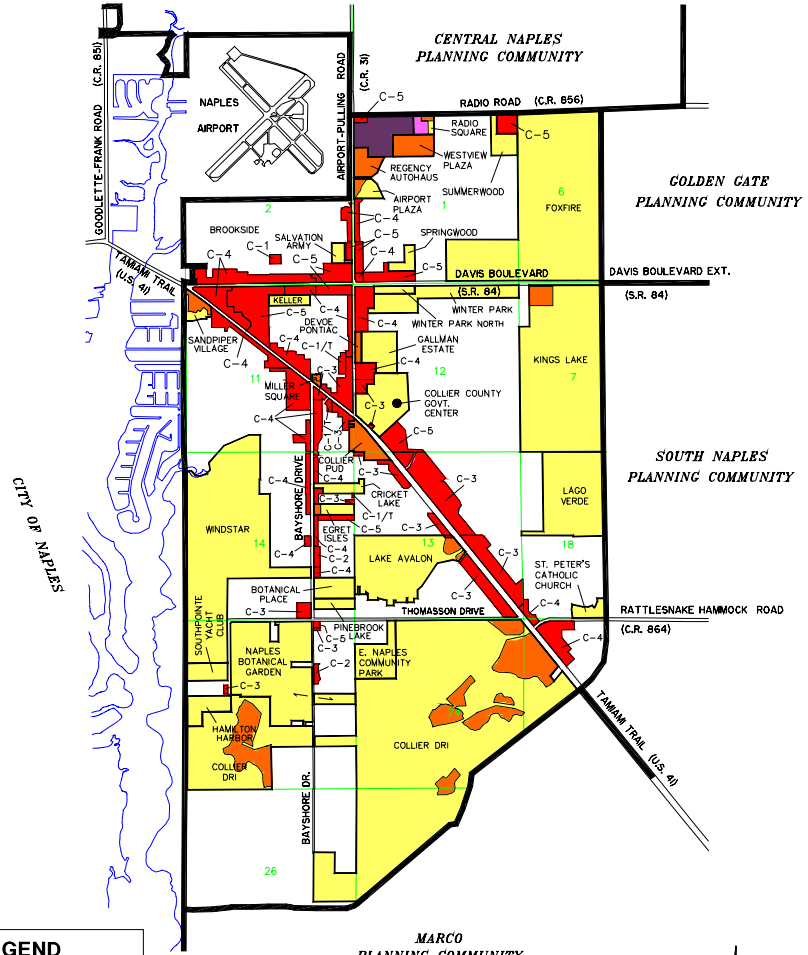 CENTRAL NAPLES
PLANNING COMMUNITY
GOODLETTE-FRANK ROAD (C.R. 851)
AIRPORT-PULLING ROAD
(C.R. 31)
NAPLES
AIRPORT
C-5
RADIO ROAD (C.R. 856)
RADIO
SQUARE
C-5
WESTVIEW
PLAZA
REGENCY
AUTOHAUS
SUMMERWOOD
AIRPORT
PLAZA
1
2
6
FOXFIRE
GOLDEN GATE
PLANNING COMMUNITY
BROOKSIDE
C-4
C-1
SALVATION
ARMY
C-5
C-4
C-5
C-4
SPRINGWOOD
C-5
TAMIAMI TRAIL
(U.S. 41)
DAVIS BOULEVARD
(S.R. 84)
DAVIS BOULEVARD EXT.
(S.R. 84)
KELLER
C-5
C-4
DEVOE
PONTIAC
C-4
WINTER PARK
WINTER PARK NORTH
SANDPIPER
VILLAGE
C-4
C-4
C-1/T
C-3
GALLMAN
ESTATE
C-4
KINGS LAKE
7
11
12
MILLER
SQUARE
COLLIER COUNTY
GOVT.
CENTER
C-3
C-4
C-1/T
C-3
C-5
COLLIER
PUD
C-3
C-4
C-4
BAYSHORE DRIVE
CRICKET
LAKE
C-3
C-1/T
C-5
C-3
C-3
SOUTH NAPLES
PLANNING COMMUNITY
LAGO
VERDE
CITY OF NAPLES
WINDSTAR
14
EGRET
ISLES
C-4
C-4
C-2
C-4
LAKE AVALON
13
C-3
C-3
18
ST. PETER'S
CATHOLIC
CHURCH
C-4
BOTANICAL
PLACE
C-3
THOMASSON DRIVE
RATTLESNAKE HAMMOCK ROAD
(C.R. 864)
SOUTHPOINTE
YACHT
CLUB
PINEBROOK
LAKE
C-5
C-3
C-2
NAPLES
BOTANICAL
GARDEN
E. NAPLES
COMMUNITY
PARK
C-4
C-3
HAMILTON
HARBOR
COLLIER
DRI
COLLIER DRI
TAMIAMI TRAIL (U.S. 41)
BAYSHORE DR.
26
GEND
MARCO
PLANNING COMMUNITY